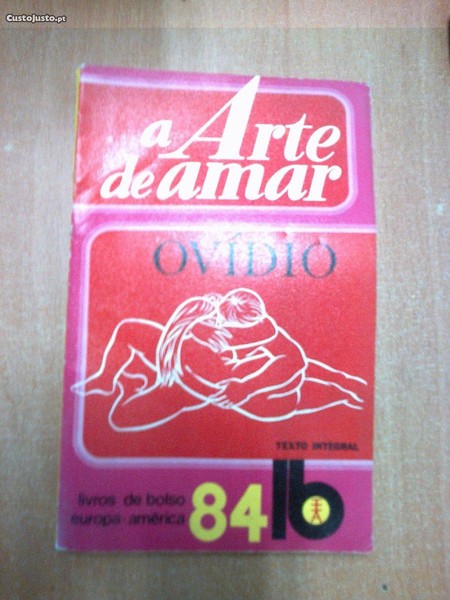 CustoJusto.pt
a Arte
de amar
OVÍDIO
TEXTO INTEGRAL
livros de bolso
europa-américa
84 lb